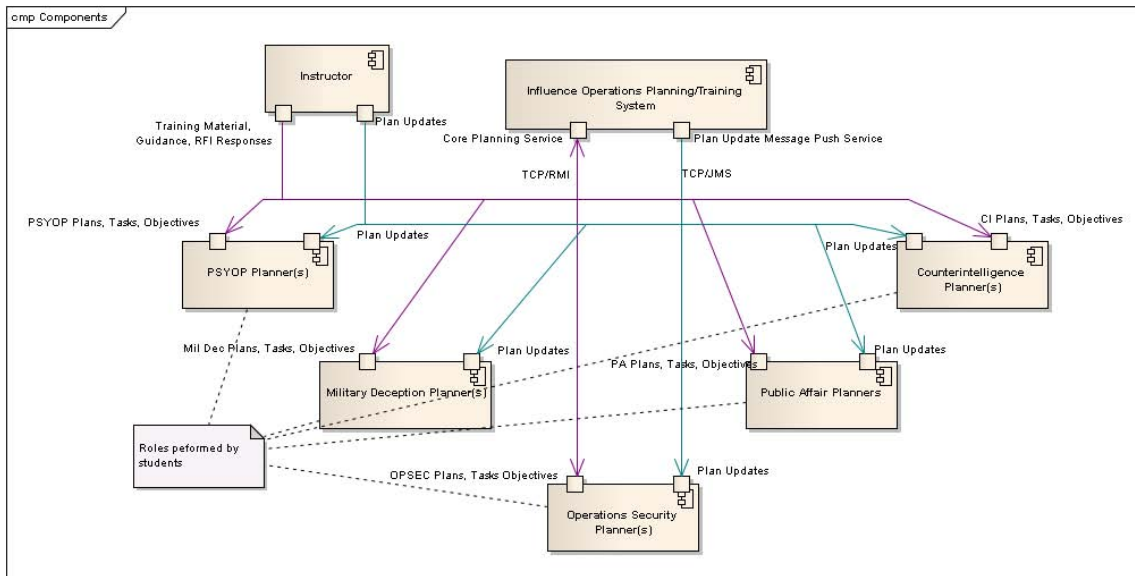 cmp Components
Instructor
Influence Operations Planning/Training
System
Training Material,
Guidance, RFI Responses
Plan Updates
Core Planning Service
Plan Update Message Push Service
TCP/RMI
TCP/JMS
PSYOP Plans, Tasks, Objectives
Plan Updates
CI Plans, Tasks, Objectives
Plan Updates
PSYOP Planner(s)
Counterintelligence
Planner(s)
Mil Dec Plans, Tasks, Objectives
Plan Updates
PA Plans, Tasks, Objectives
Plan Updates
Military Deception Planner(s)
Public Affair Planners
Roles peformed by
students
OPSEC Plans, Tasks Objectives
Plan Updates
Operations Security
Planner(s)